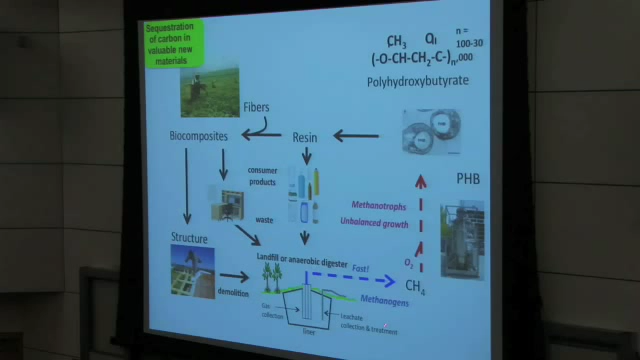 Sequestration
of carbon in
valuable new
materials
CH3 O
n =
100-30
,000
(-O-CH-CH2-C-)n
Polyhydroxybutyrate
Fibers
Biocomposites
Resin
consumer
products
PHB
Methanotrophs
Unbalanced growth
waste
Structure
Landfill or anaerobic digester
Fast!
O2
CH4
demolition
Methanogens
Gas
collection
Leachate
collection & treatment
liner